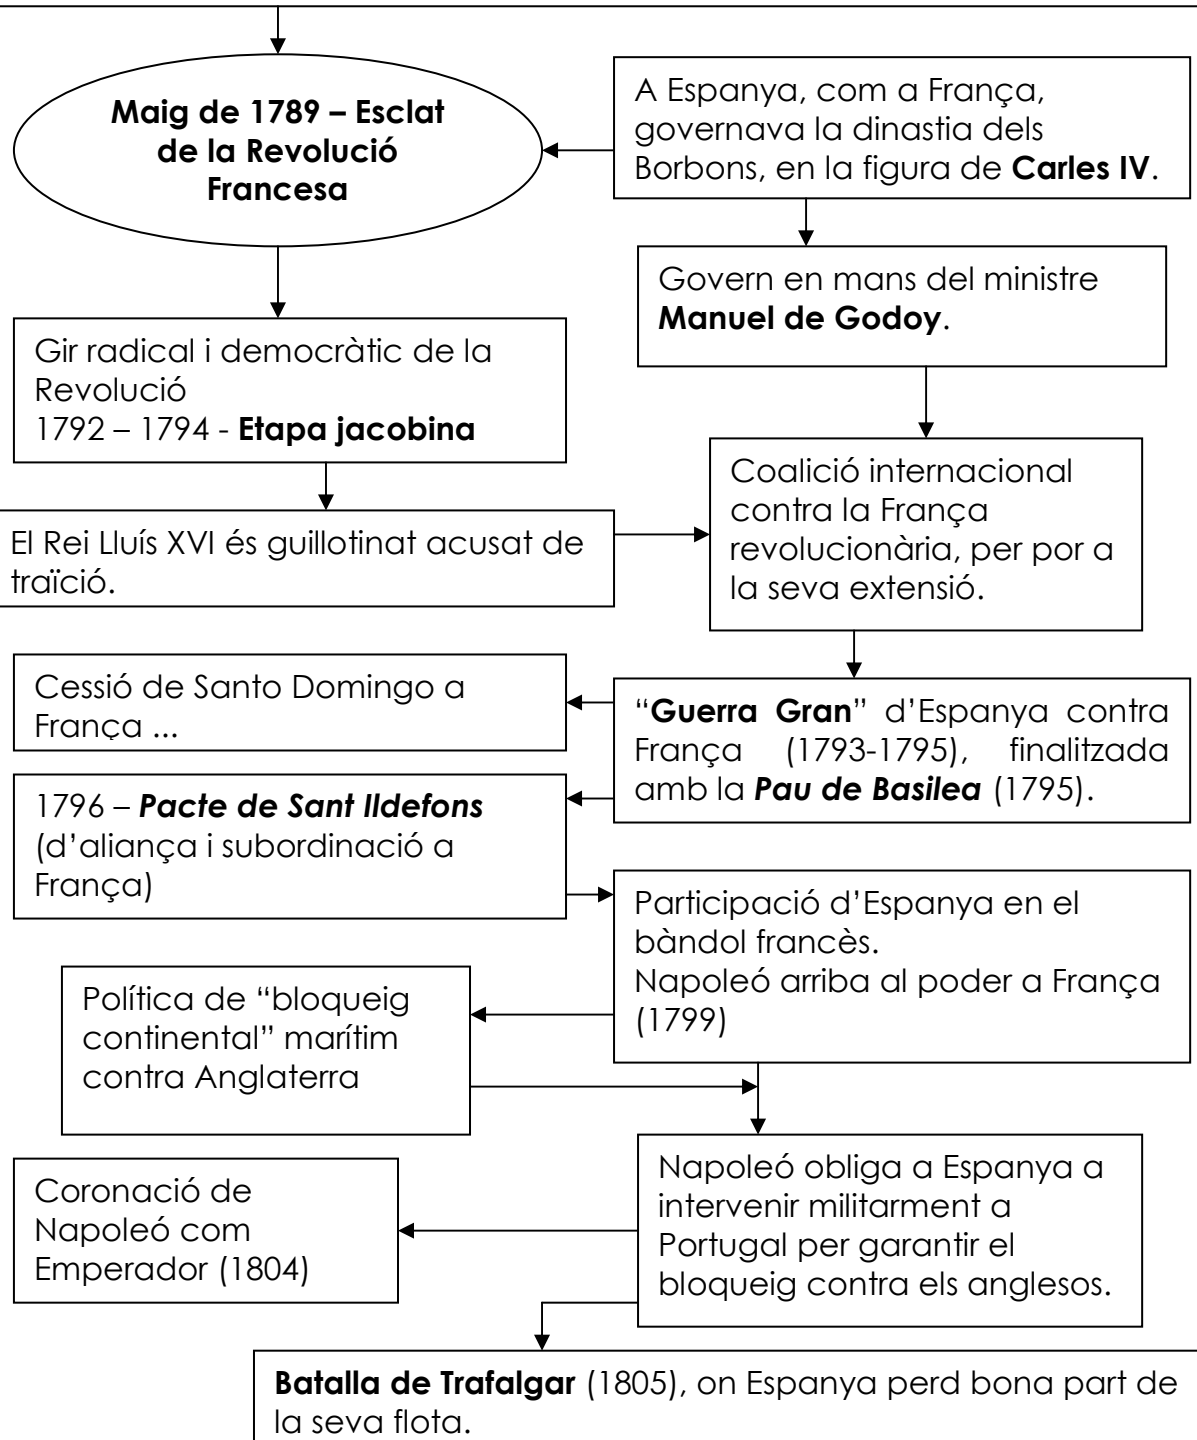 Maig de 1789 – Esclat
de la Revolució
Francesa
A Espanya, com a França,
governava la dinastia dels
Borbons, en la figura de Carles IV.
Govern en mans del ministre
Manuel de Godoy.
Gir radical i democràtic de la
Revolució
1792 – 1794 - Etapa jacobina
Coalició internacional
contra la França
revolucionària, per por a
la seva extensió.
El Rei Lluís XVI és guillotinat acusat de
traïció.
Cessió de Santo Domingo a
França ...
“Guerra Gran” d’Espanya contra
França (1793-1795), finalitzada
amb la Pau de Basilea (1795).
1796 – Pacte de Sant Ildefons
(d’aliança i subordinació a
França)
Participació d’Espanya en el
bàndol francès.
Napoleó arriba al poder a França
(1799)
Política de “bloqueig
continental” marítim
contra Anglaterra
Napoleó obliga a Espanya a
intervenir militarment a
Portugal per garantir el
bloqueig contra els anglesos.
Coronació de
Napoleó com
Emperador (1804)
Batalla de Trafalgar (1805), on Espanya perd bona part de
la seva flota.